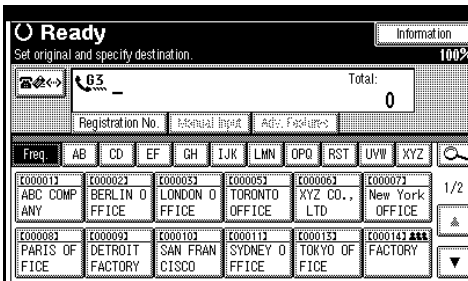 Ready
Information
Set original and specify destination.
100%
G3
Total:
0
Registration No.
Manual Input
Adv. Features
Freq.
AB
CD
EF
GH
IJK
LMN
OPQ
RST
UVW
XYZ
[00001]
ABC COMP
ANY
[00002]
BERLIN O
FFICE
[00003]
LONDON O
FFICE
[00005]
TORONTO
OFFICE
[00006]
XYZ CO.,
LTD
[00007]
New York
OFFICE
1/2
[00008]
PARIS OF
FICE
[00009]
DETROIT
FACTORY
[00010]
SAN FRAN
CISCO
[00011]
SYDNEY O
FFICE
[00013]
TOKYO OF
FICE
[00014]
FACTORY